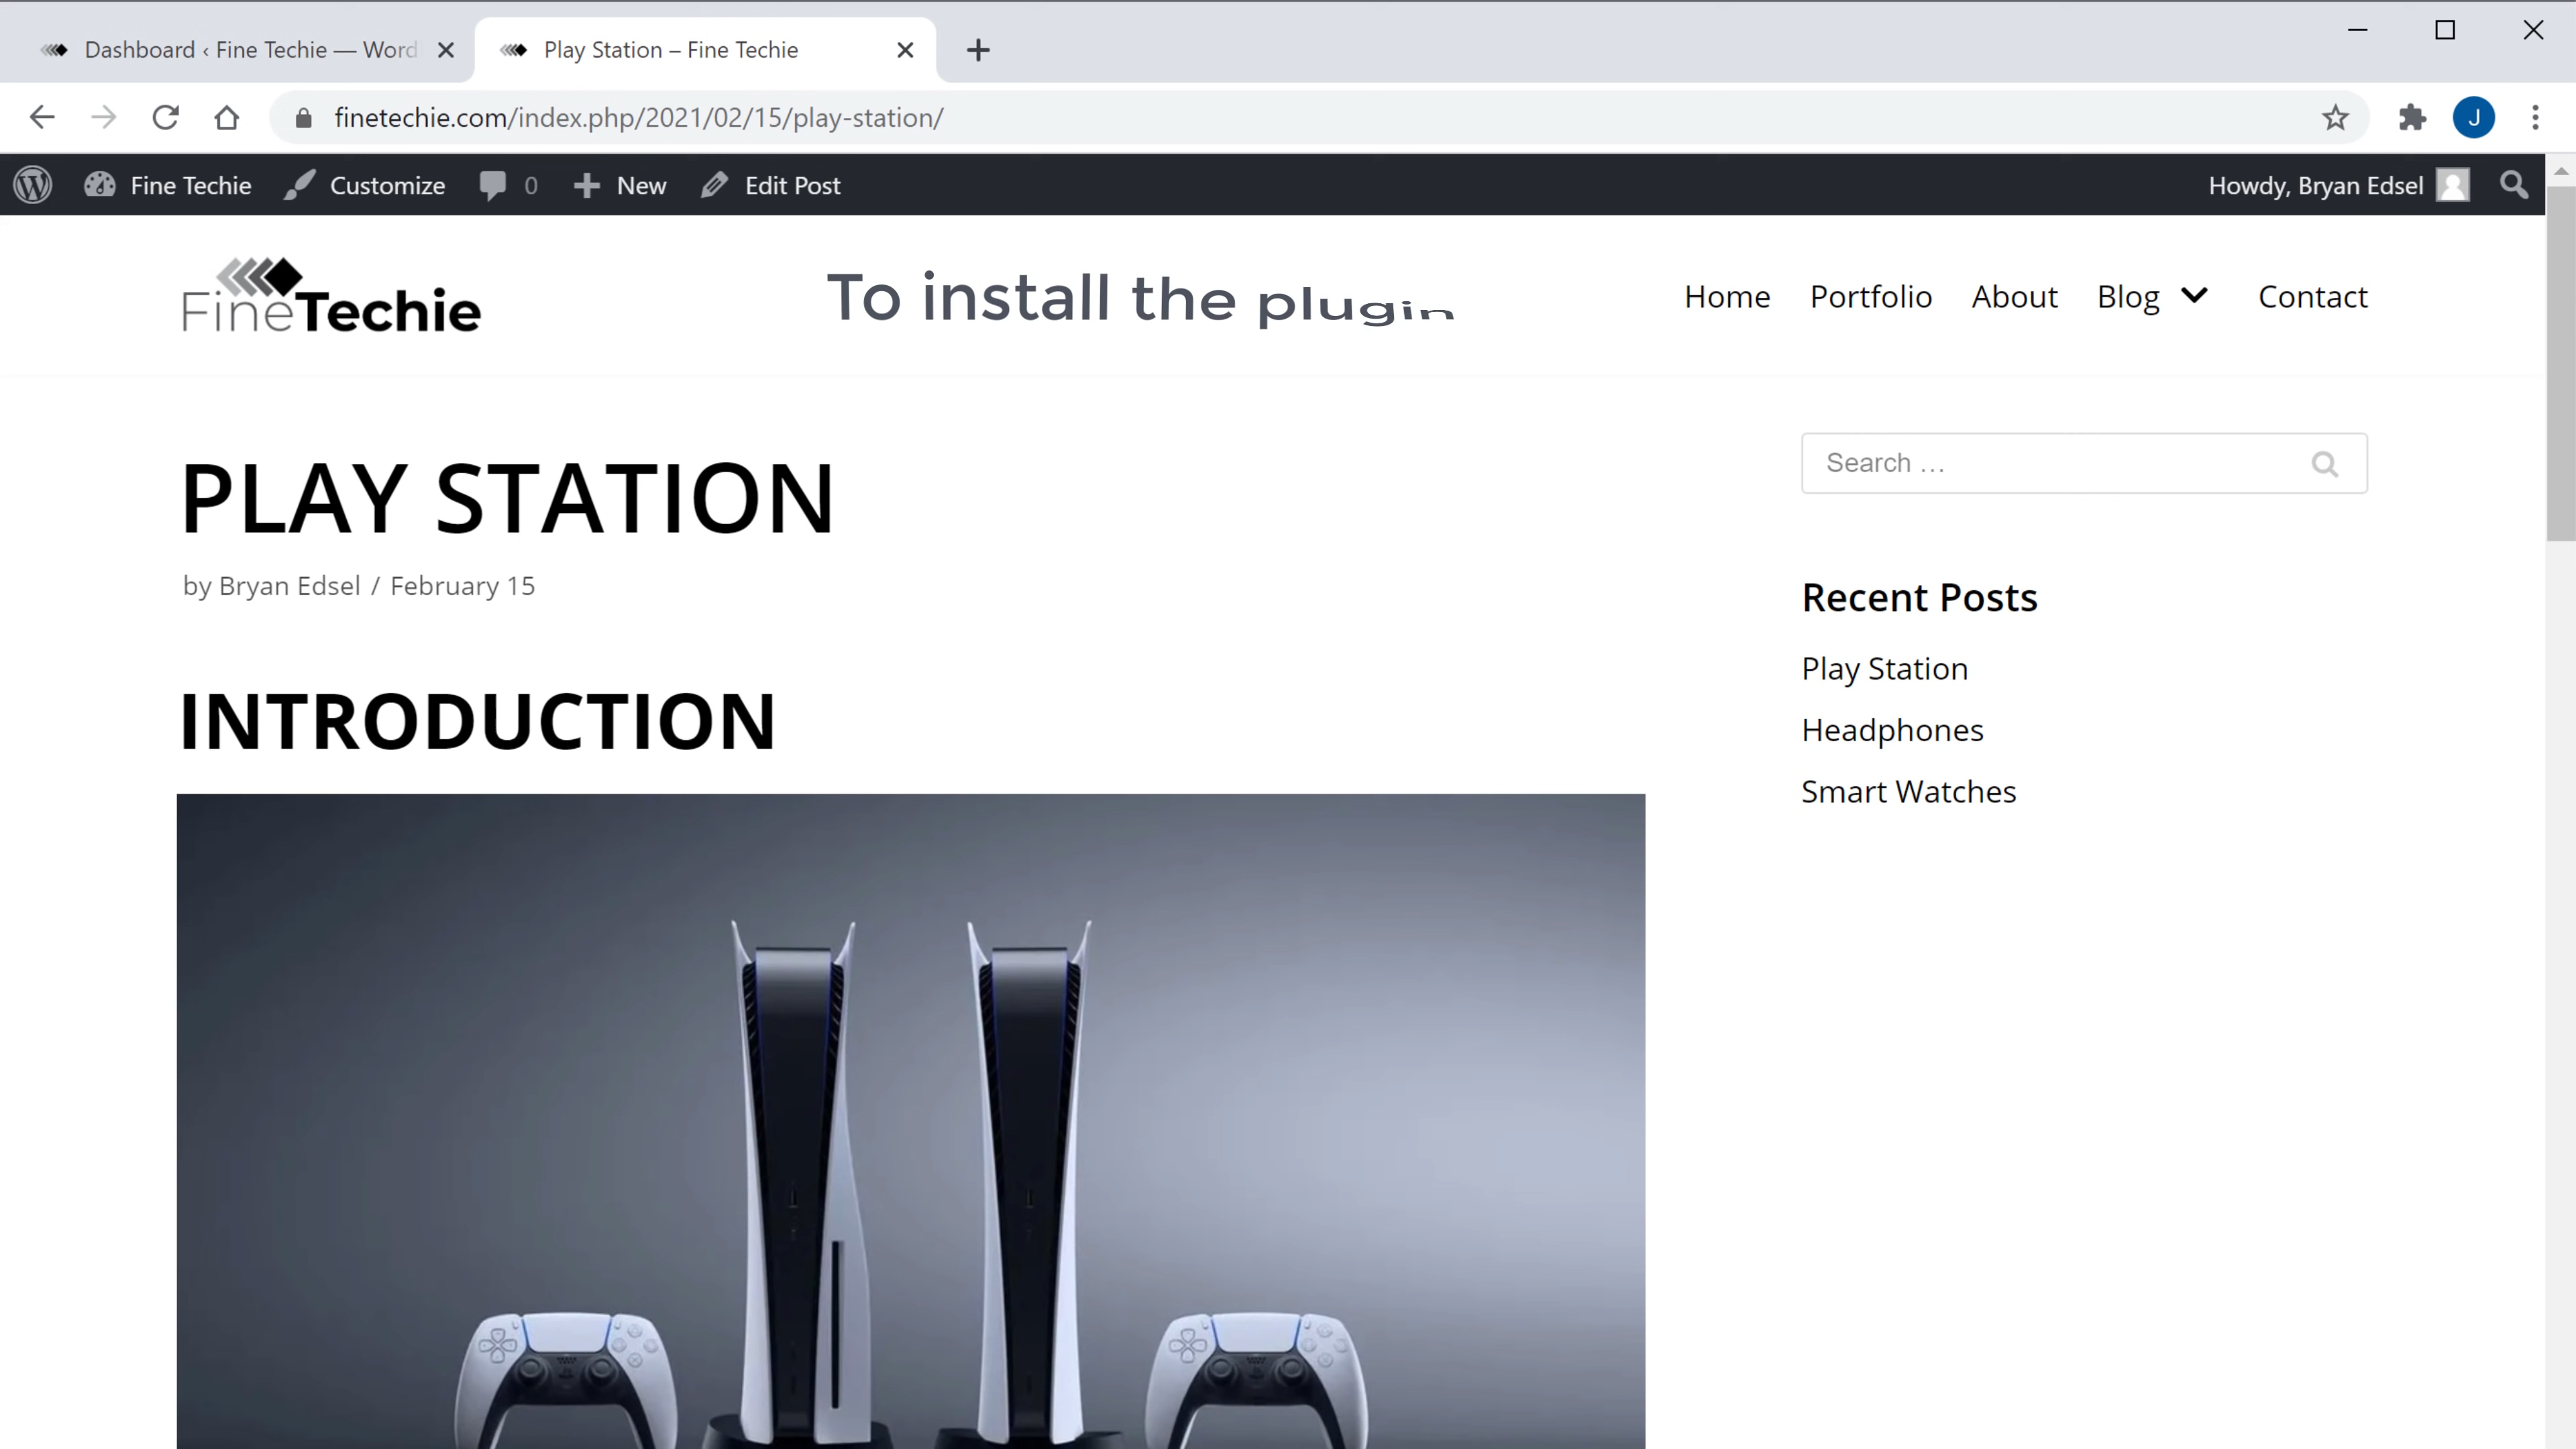 Dashboard ‹ Fine Techie — Word
Play Station – Fine Techie
finetechie.com/index.php/2021/02/15/play-station/
J
Fine Techie
Customize
0
New
Edit Post
Howdy, Bryan Edsel
FineTechie
To install the plugin
Home
Portfolio
About
Blog
Contact
PLAY STATION
by Bryan Edsel / February 15
INTRODUCTION
Search …
Recent Posts
Play Station
Headphones
Smart Watches